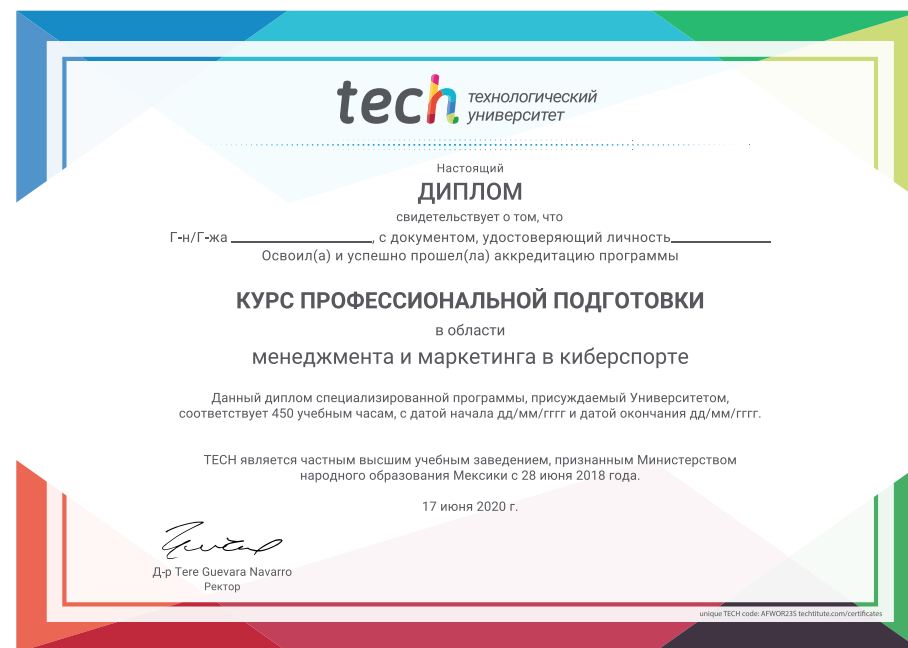 tech технологический
университет
Настоящий
ДИПЛОМ
свидетельствует о том, что
Г-н/Г-жа ____________________, с документом, удостоверяющий личность______________
Освоил(а) и успешно прошел(ла) аккредитацию программы
КУРС ПРОФЕССИОНАЛЬНОЙ ПОДГОТОВКИ
в области
менеджмента и маркетинга в киберспорте
Данный диплом специализированной программы, присуждаемый Университетом,
соответствует 450 учебным часам, с датой начала дд/мм/гггг и датой окончания дд/мм/гггг.
TECH является частным высшим учебным заведением, признанным Министерством
народного образования Мексики с 28 июня 2018 года.
17 июня 2020 г.
Д-р Tere Guevara Navarro
Ректор
unique TECH code: AFWOR23S techtitute.com/certificates